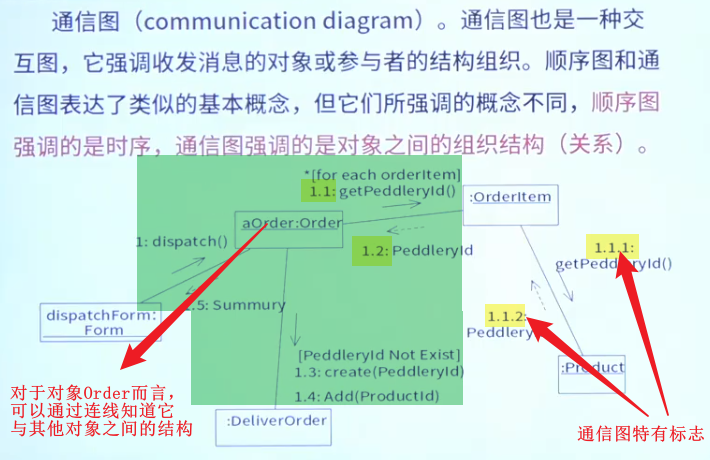 通信图（communication diagram）。通信图也是一种交
互图，它强调收发消息的对象或参与者的结构组织。顺序图和通
信图表达了类似的基本概念，但它们所强调的概念不同，顺序图
强调的是时序，通信图强调的是对象之间的组织结构（关系）。
*[for each orderItem]
1.1: getPeddleryId()
:OrderItem
aOrder:Order
1: dispatch()
1.2: PeddleryId
1.1.1:
getPeddleryId()
dispatchForm:
Form
1.5: Summury
1.1.2:
Peddlery
[PeddleryId Not Exist]
1.3: create(PeddleryId)
:Product
1.4: Add(ProductId)
:DeliverOrder
对于对象Order而言，
可以通过连线知道它
与其他对象之间的结构
通信图特有标志